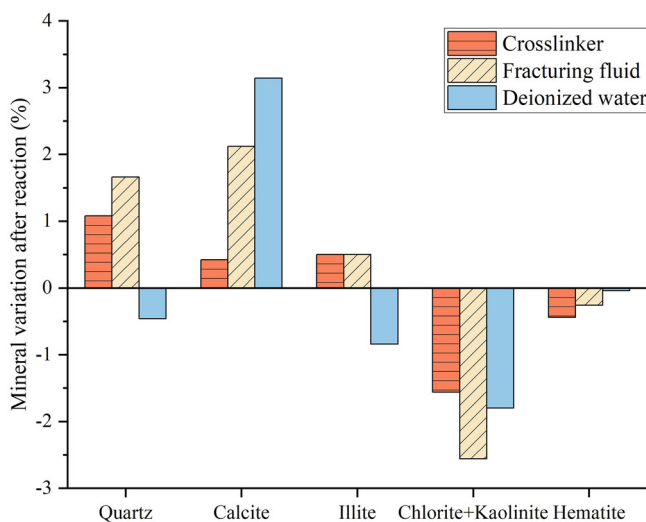 4
3
2
1
0
-1
-2
-3
Mineral variation after reaction (%)
Crosslinker
Fracturing fluid
Deionized water
Quartz
Calcite
Illite
Chlorite+Kaolinite
Hematite